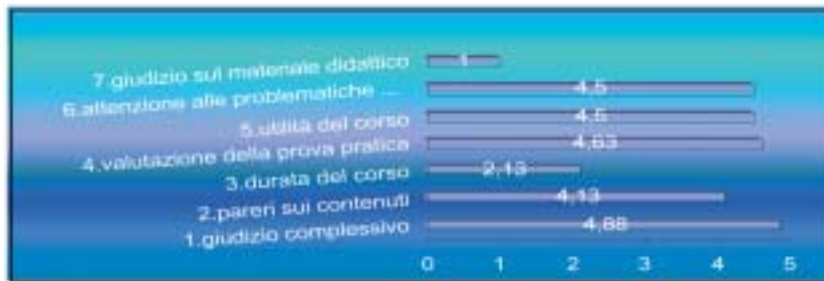 7.giudizio sul materiale didattico 1
6.attenzione alle problematiche ... 4,5
5.utilità del corso 4,5
4.valutazione della prova pratica 4,63
3.durata del corso 2,13
2.pareri sui contenuti 4,13
1.giudizio complessivo 4,88
0 1 2 3 4 5